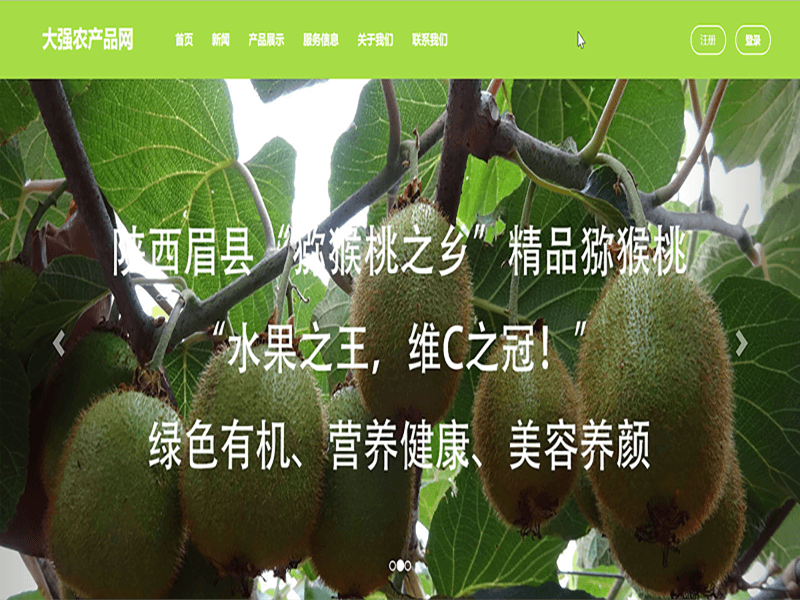 大强农产品网
首页 新闻 产品展示 服务信息 关于我们 联系我们
注册 登录
陕西眉县“猕猴桃之乡”精品猕猴桃
“水果之王，维C之冠！”
绿色有机、营养健康、美容养颜